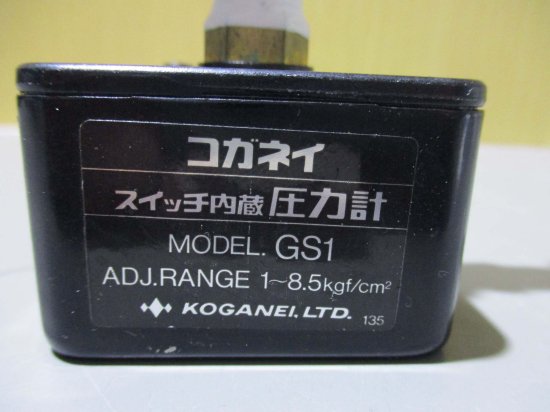 コガネイ
スイッチ内蔵 圧力計
MODEL. GS1
ADJ.RANGE 1~8.5kgf/cm²
KOGANEI, LTD. 135